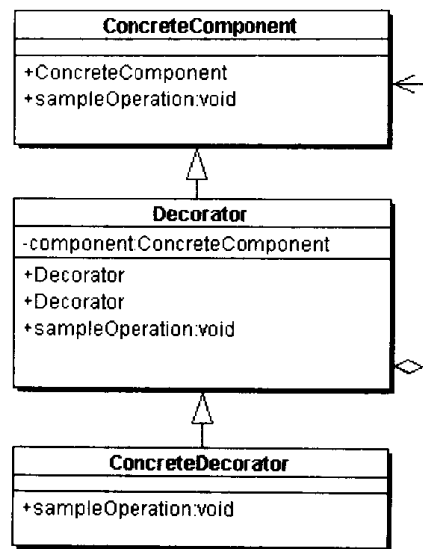 ConcreteComponent
+ConcreteComponent
+sampleOperation:void
Decorator
-component:ConcreteComponent
+Decorator
+Decorator
+sampleOperation:void
ConcreteDecorator
+sampleOperation:void